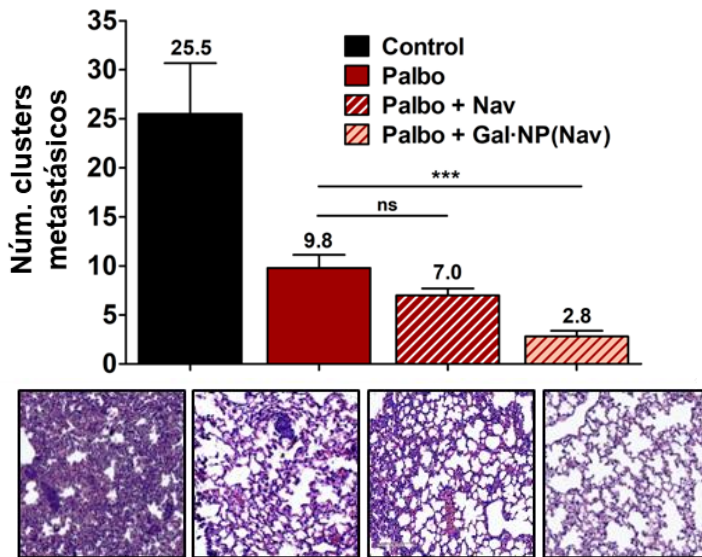 Núm. clusters
metastásicos
35
30
25
20
15
10
5
0
25.5
9.8
7.0
2.8
Control
Palbo
Palbo + Nav
Palbo + Gal·NP(Nav)
***
ns